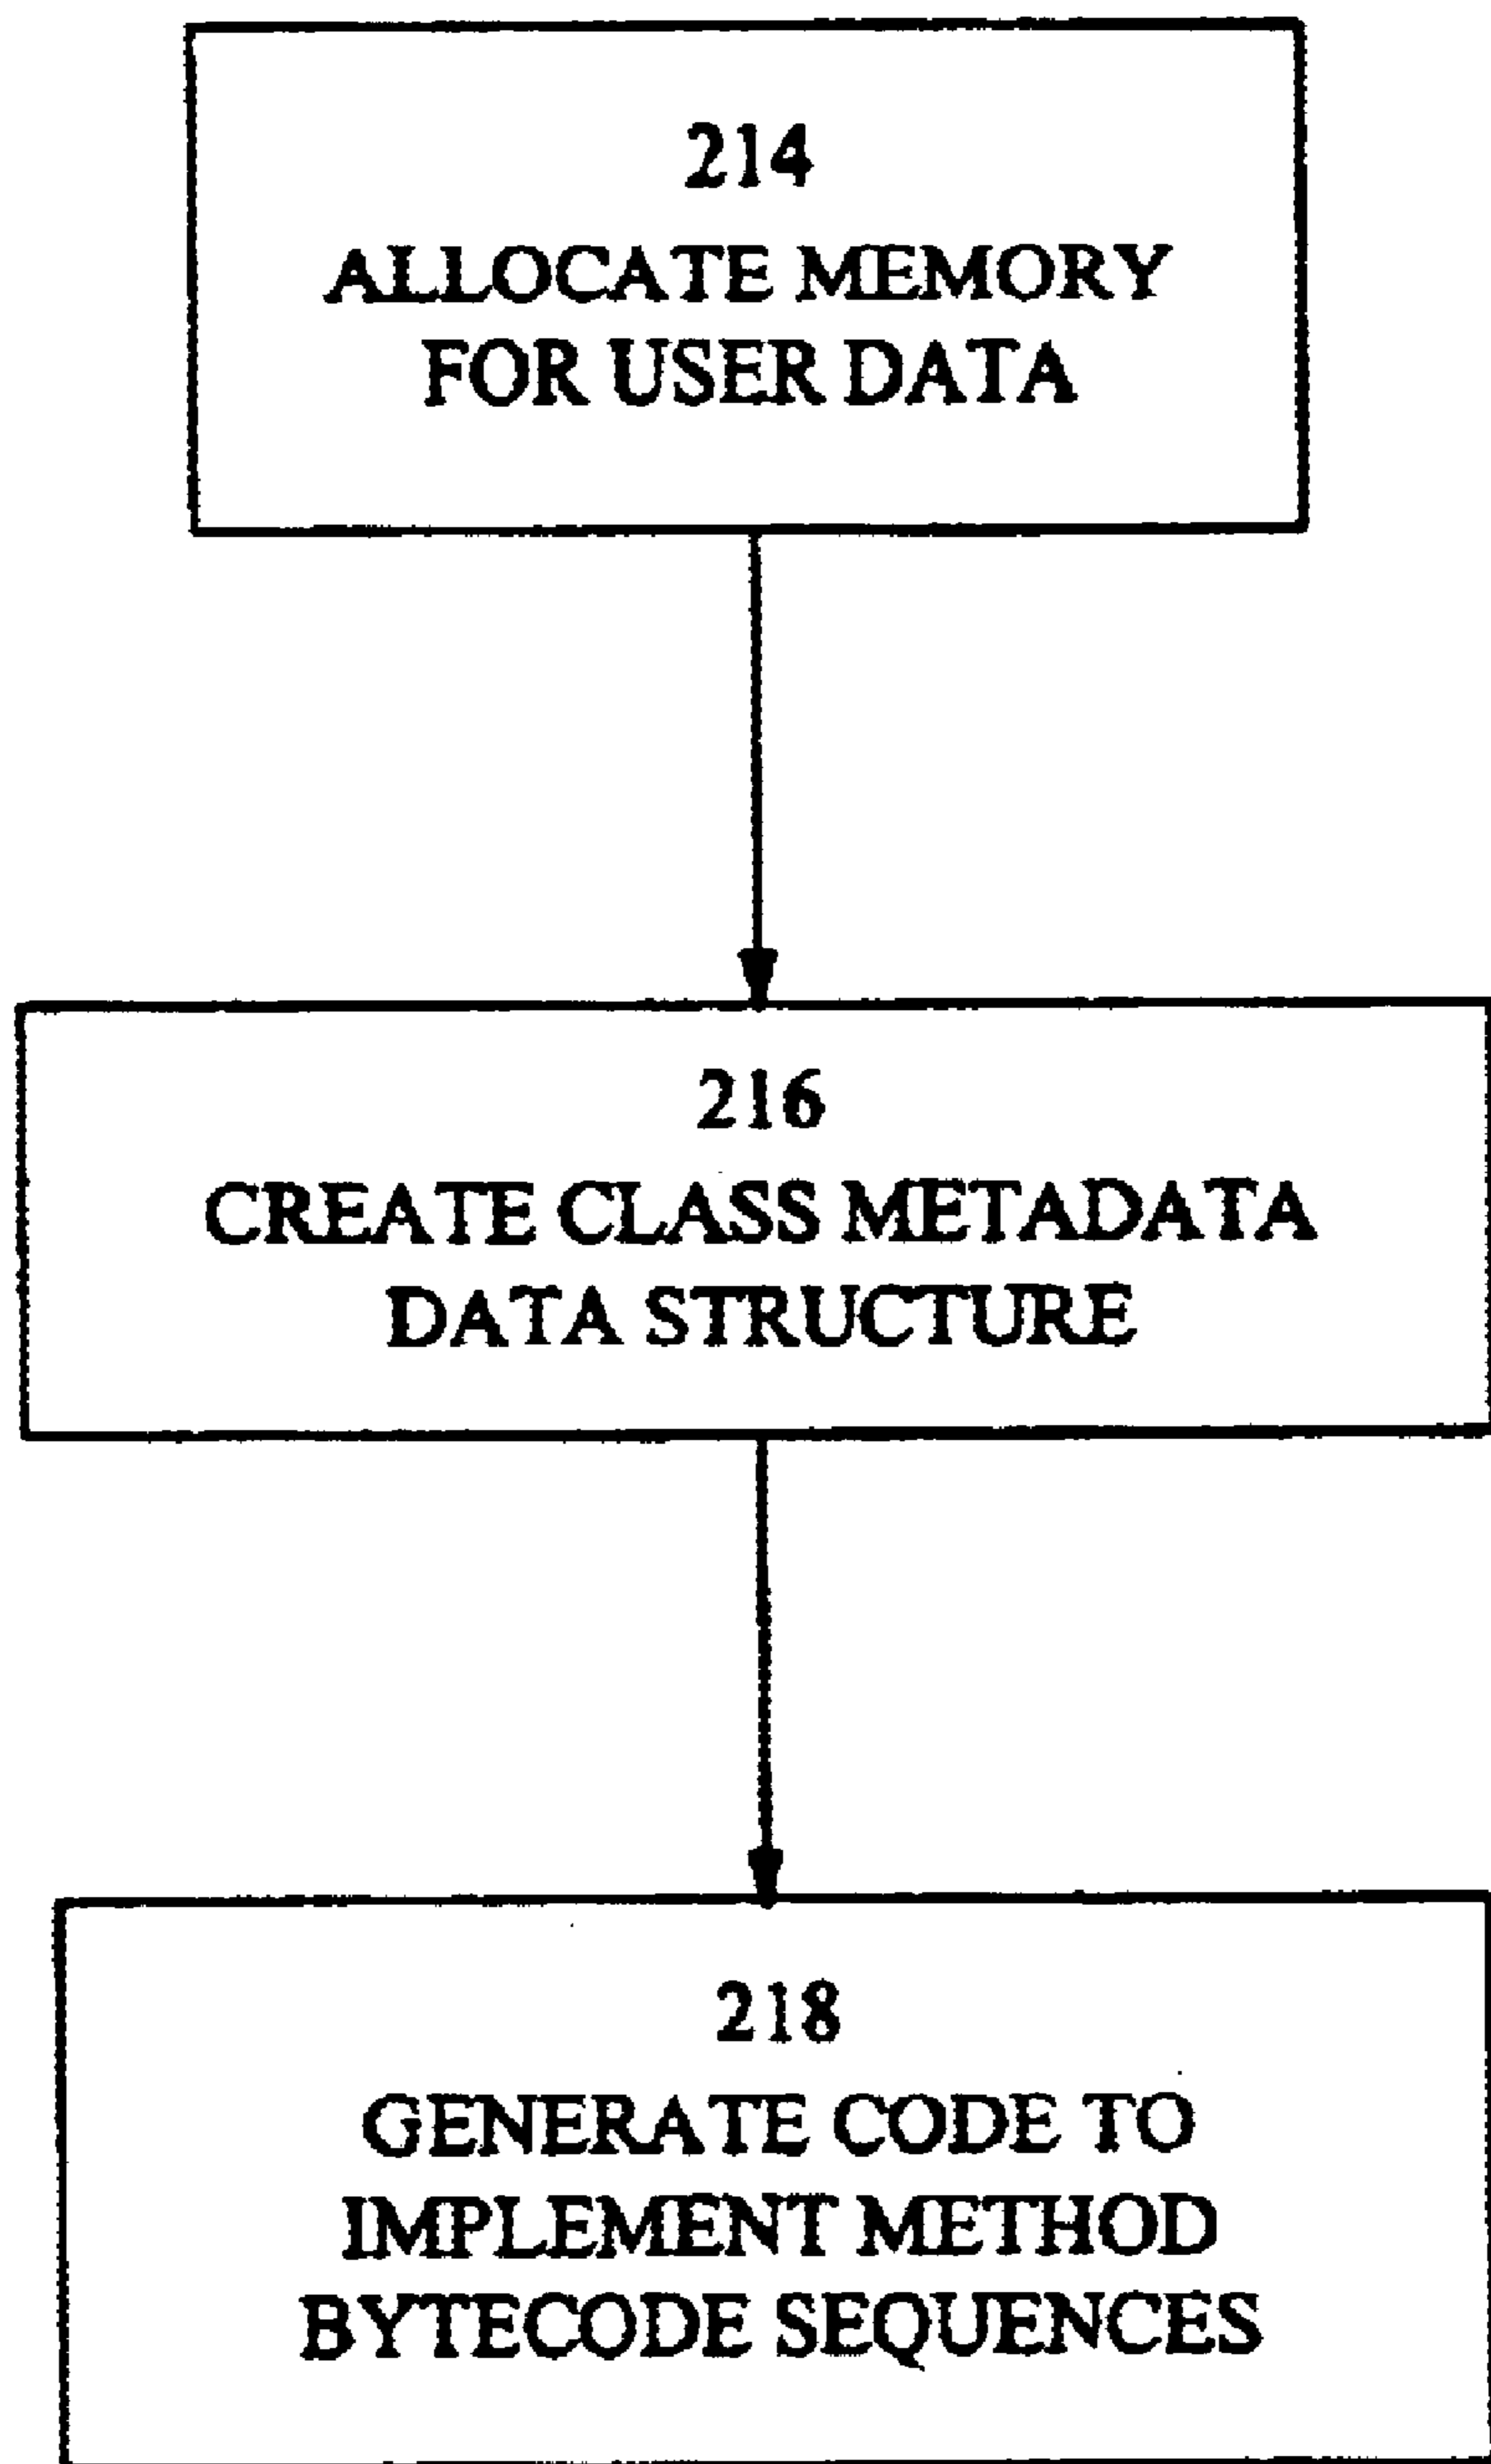 214
ALLOCATE MEMORY
FOR USER DATA
216
CREATE CLASS METADATA
DATA STRUCTURE
218
GENERATE CODE TO
IMPLEMENT METHOD
BYTECODE SEQUENCES